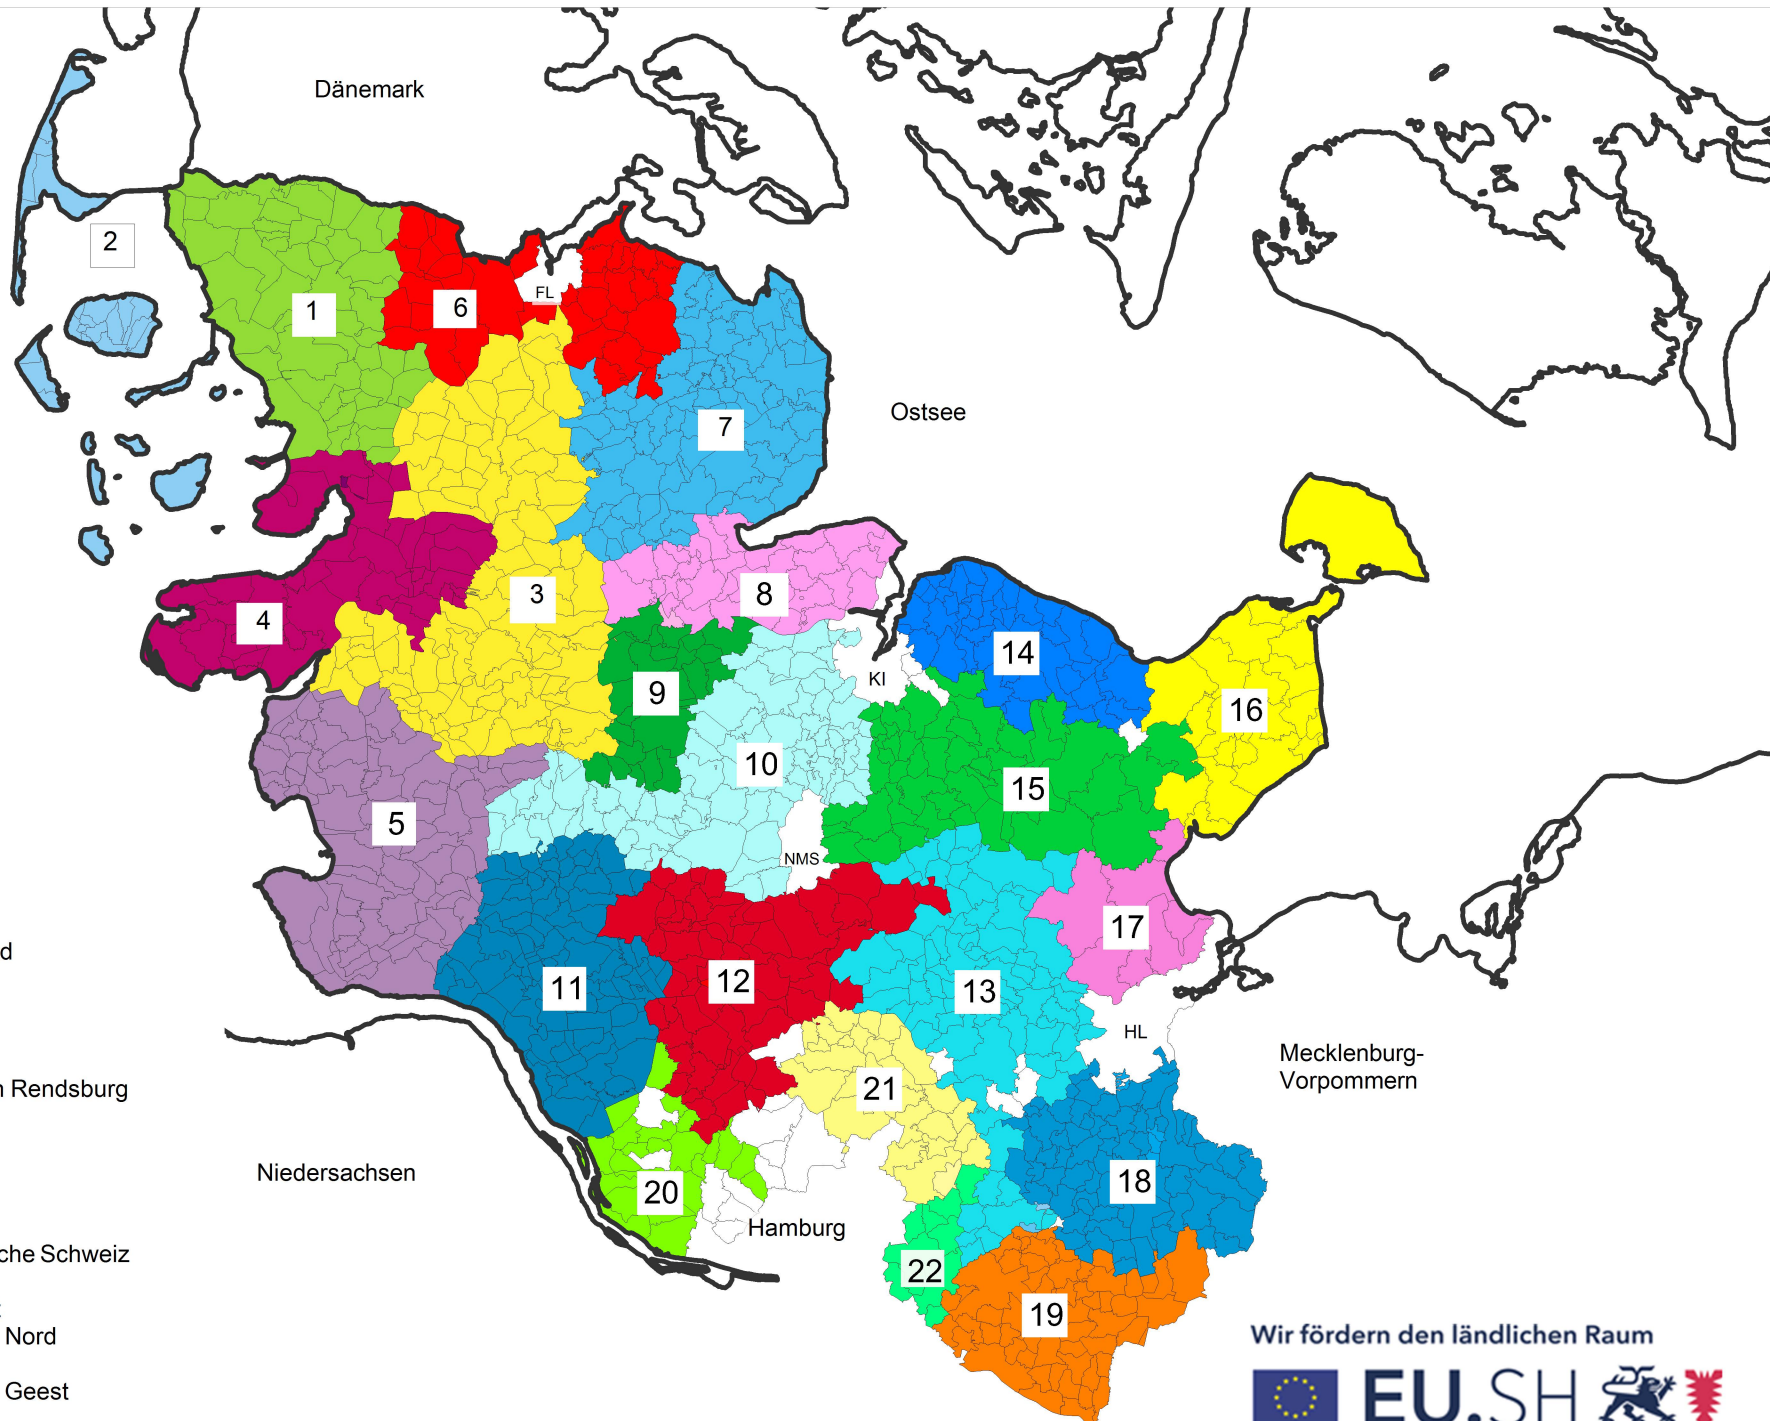 Dänemark
2
1
6
FL
7
Ostsee
3
8
4
14
KI
9
16
10
15
5
NMS
17
d
12
11
13
HL
Mecklenburg-
Vorpommern
21
n Rendsburg
Niedersachsen
18
20
Hamburg
che Schweiz
22
19
Nord
Wir fördern den ländlichen Raum
Geest
EU.SH